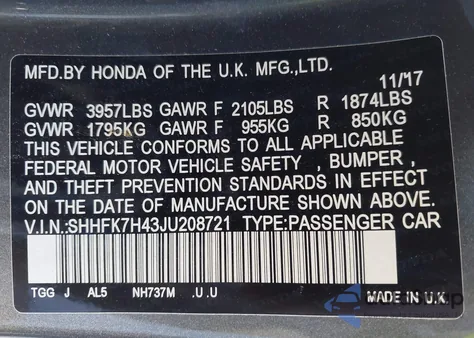 MFD.BY HONDA OF THE U.K. MFG.,LTD.
11/17
GVWR 3957LBS GAWR F 2105LBS R 1874LBS
GVWR 1795KG GAWR F 955KG R 850KG
THIS VEHICLE CONFORMS TO ALL APPLICABLE
FEDERAL MOTOR VEHICLE SAFETY , BUMPER ,
AND THEFT PREVENTION STANDARDS IN EFFECT
ON THE DATE OF MANUFACTURE SHOWN ABOVE.
V.I.N.:SHHFK7H43JU208721 TYPE:PASSENGER CAR
TGG J AL5 NH737M .U .U
MADE IN U.K.